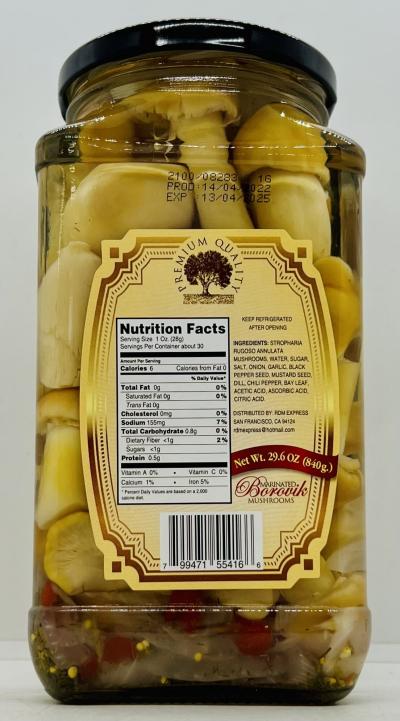 2100/08283 16
PROD:14/04/2022
EXP :13/04/2025
PREMIUM QUALITY
Nutrition Facts
Serving Size 1 Oz. (28g)
Servings Per Container about 30
Amount Per Serving
Calories 6 Calories from Fat 0
% Daily Value*
Total Fat 0g 0%
Saturated Fat 0g 0%
Trans Fat 0g
Cholesterol 0mg 0%
Sodium 155mg 7%
Total Carbohydrate 0.8g 0%
Dietary Fiber <1g 2%
Sugars <1g
Protein 0.5g
Vitamin A 0% • Vitamin C 0%
Calcium 1% • Iron 5%
* Percent Daily Values are based on a 2,000
calorie diet.
KEEP REFRIGERATED
AFTER OPENING
INGREDIENTS: STROPHARIA
RUGOSO ANNULATA
MUSHROOMS, WATER, SUGAR,
SALT, ONION, GARLIC, BLACK
PEPPER SEED, MUSTARD SEED,
DILL, CHILI PEPPER, BAY LEAF,
ACETIC ACID, ASCORBIC ACID,
CITRIC ACID.
DISTRIBUTED BY: RDM EXPRESS
SAN FRANCISCO, CA 94124
rdmexpress@hotmail.com
Net Wt. 29.6 OZ (840g.)
MARINATED
Borovik
MUSHROOMS
7 99471 55416 6